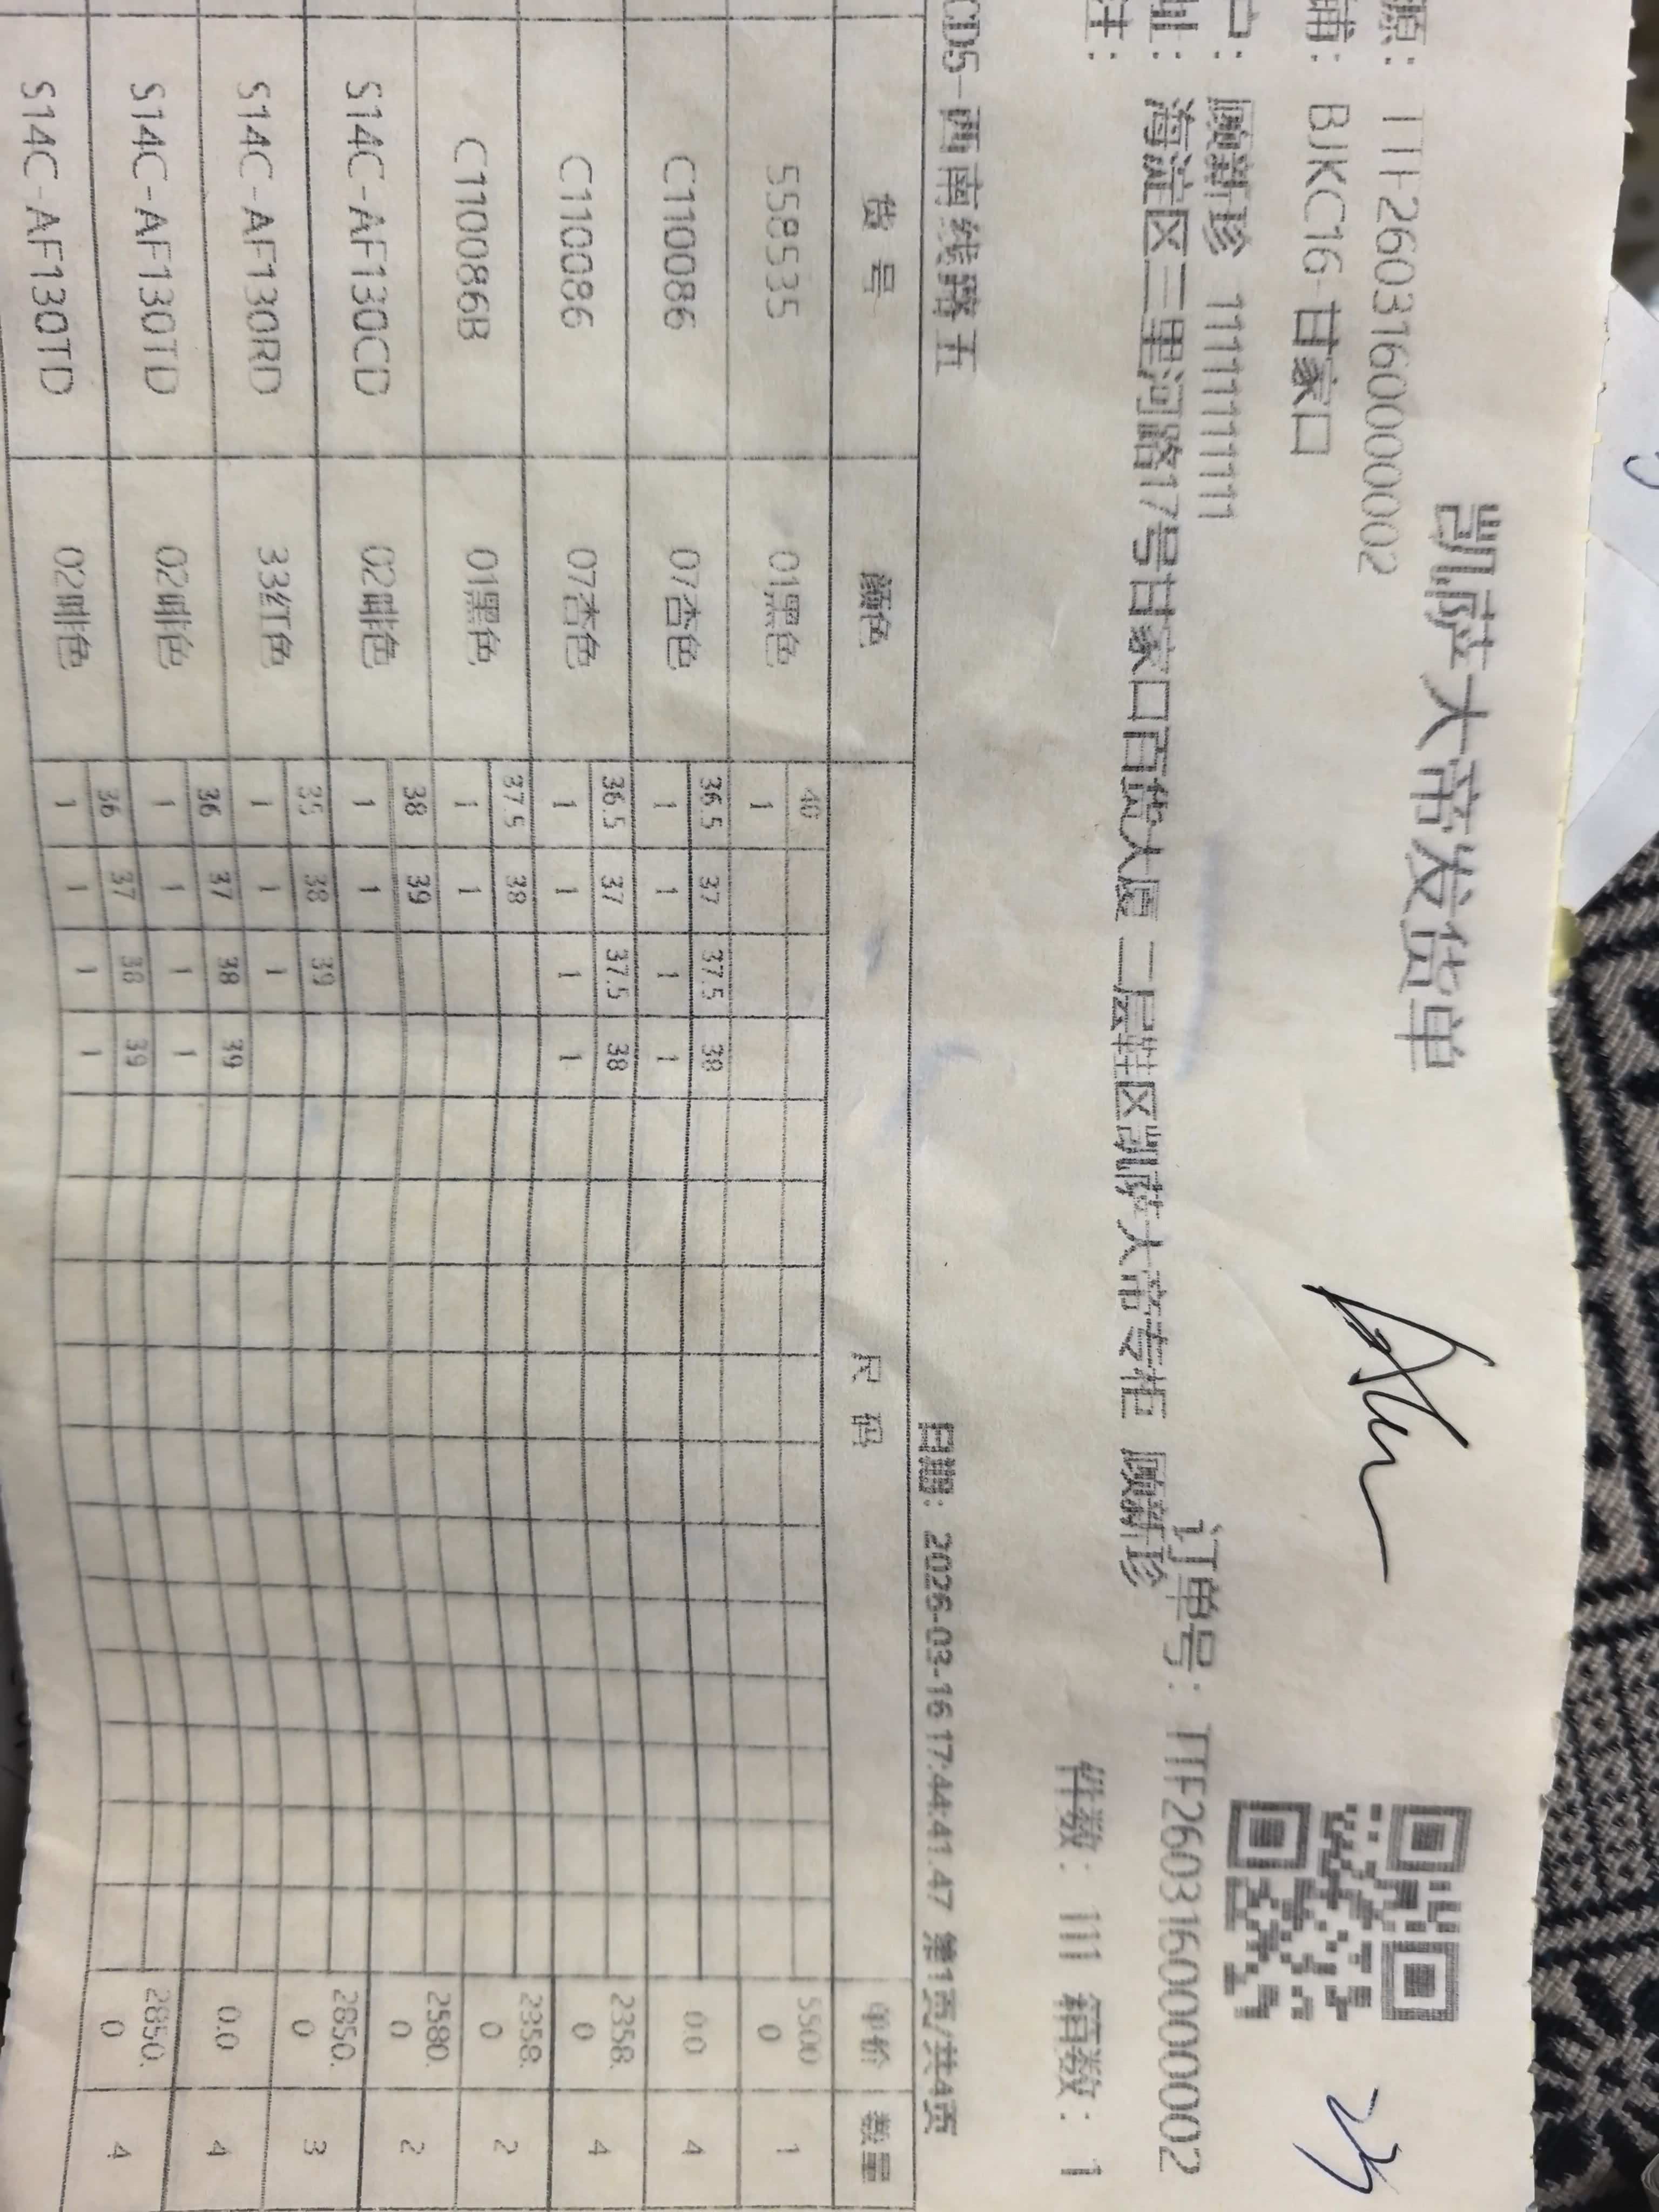 凯萨大帝发货单
源：TTF26031600000002
铺：BJKC16-甘家口
户：顾新珍 11111111111
订单号：TTF26031600000002
址：海淀区三里河路17号甘家口百货大厦 二层鞋区凯萨大帝专柜 顾新珍
注：
件数：111 箱数：1
CD5-西南线路五
日期：2026-03-16 17:44:41.47 第1页/共4页
货号 颜色 尺码 单价 数量
558535 01黑色 40 5500 1
1 0
C110086 07杏色 36.5 37 37.5 38 0.0 4
1 1 1 1
C110086 07杏色 36.5 37 37.5 38 2358. 4
1 1 1 1 0
C110086B 01黑色 37.5 38 2358. 2
1 1 0
S14C-AF130CD 02啡色 38 39 2580. 2
1 1 0
S14C-AF130RD 33红色 35 38 39 2850. 3
1 1 1 0
S14C-AF130TD 02啡色 36 37 38 39 0.0 4
1 1 1 1
S14C-AF130TD 02啡色 36 37 38 39 2850. 4
1 1 1 1 0